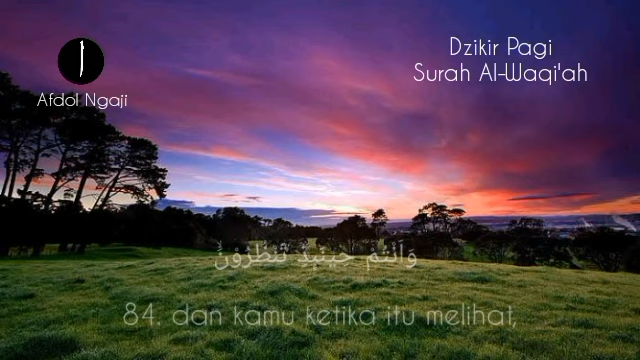 ا
Afdol Ngaji
Dzikir Pagi
Surah Al-Waqi'ah
وَأَنتُمْ حِينَئِذٍ تَنظُرُونَ
84. dan kamu ketika itu melihat,